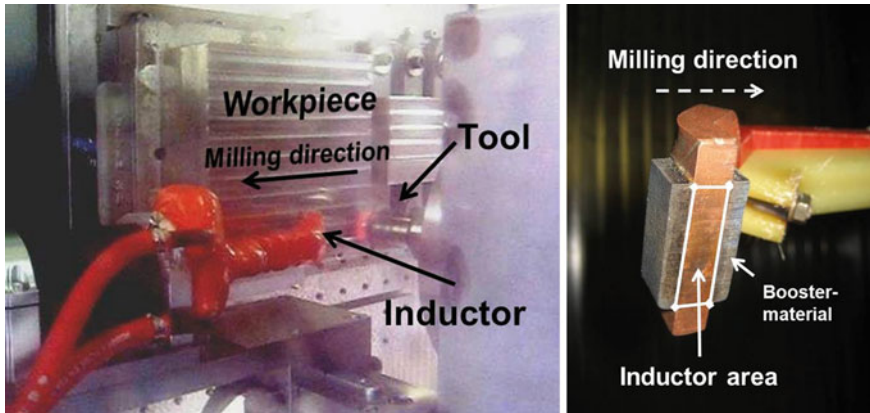 Workpiece
Milling direction
Tool
Inductor
Milling direction
Booster-
material
Inductor area